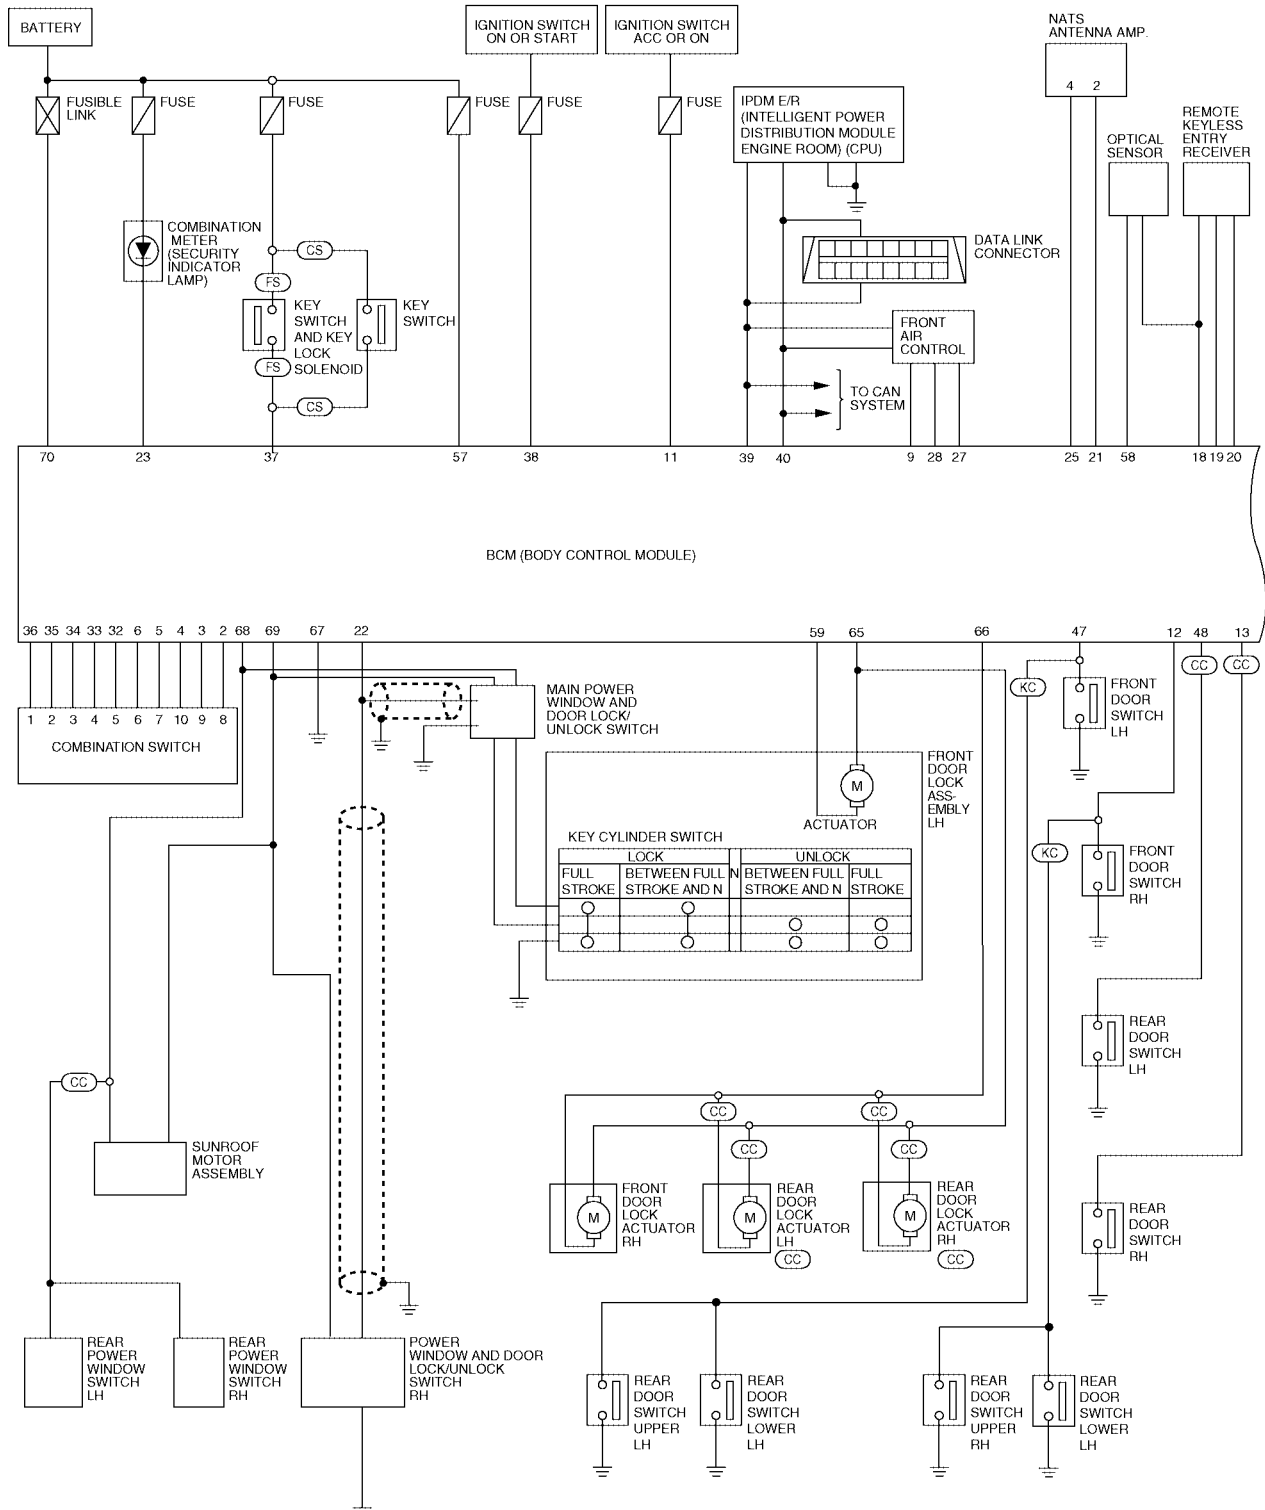 BATTERY
IGNITION SWITCH
ON OR START
IGNITION SWITCH
ACC OR ON
NATS
ANTENNA AMP.
4 2
FUSIBLE
LINK
FUSE
FUSE
FUSE
FUSE
FUSE
IPDM E/R
(INTELLIGENT POWER
DISTRIBUTION MODULE
ENGINE ROOM) (CPU)
OPTICAL
SENSOR
REMOTE
KEYLESS
ENTRY
RECEIVER
COMBINATION
METER
(SECURITY
INDICATOR
LAMP)
CS
FS
KEY
SWITCH
AND KEY
LOCK
SOLENOID
KEY
SWITCH
FS
CS
DATA LINK
CONNECTOR
FRONT
AIR
CONTROL
TO CAN
SYSTEM
70 23 37 57 38 11 39 40 9 28 27 25 21 58 18 19 20
BCM (BODY CONTROL MODULE)
36 35 34 33 32 6 5 4 3 2 68 69 67 22 59 65 66 47 12 48 13
1 2 3 4 5 6 7 10 9 8
COMBINATION SWITCH
MAIN POWER
WINDOW AND
DOOR LOCK/
UNLOCK SWITCH
KC
CC
CC
FRONT
DOOR
SWITCH
LH
FRONT
DOOR
LOCK
ASS-
EMBLY
LH
M
ACTUATOR
KEY CYLINDER SWITCH
LOCK UNLOCK
FULL
STROKE
BETWEEN FULL
STROKE AND N
N
BETWEEN FULL
STROKE AND N
FULL
STROKE
KC
FRONT
DOOR
SWITCH
RH
REAR
DOOR
SWITCH
LH
CC
SUNROOF
MOTOR
ASSEMBLY
CC
CC
CC
CC
M
FRONT
DOOR
LOCK
ACTUATOR
RH
M
REAR
DOOR
LOCK
ACTUATOR
LH
CC
M
REAR
DOOR
LOCK
ACTUATOR
RH
CC
REAR
DOOR
SWITCH
RH
REAR
POWER
WINDOW
SWITCH
LH
REAR
POWER
WINDOW
SWITCH
RH
POWER
WINDOW AND DOOR
LOCK/UNLOCK
SWITCH
RH
REAR
DOOR
SWITCH
UPPER
LH
REAR
DOOR
SWITCH
LOWER
LH
REAR
DOOR
SWITCH
UPPER
RH
REAR
DOOR
SWITCH
LOWER
LH